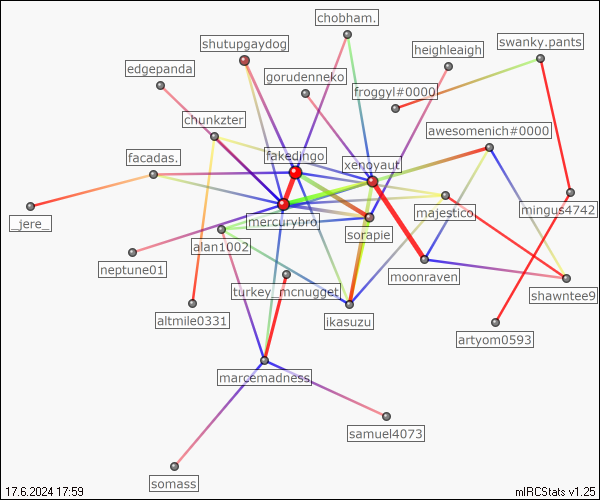 chobham.
shutupgaydog
heighleigh
swanky.pants
edgepanda
gorudenneko
froggyl#0000
chunkzter
awesomenich#0000
facadas.
fakedingo
xenoyaut
_jere_
mercurybro
majestico
mingus4742
sorapie
alan1002
neptune01
moonraven
turkey_mcnugget
shawntee9
altmile0331
ikasuzu
artyom0593
marcemadness
samuel4073
somass
17.6.2024 17:59
mIRCStats v1.25